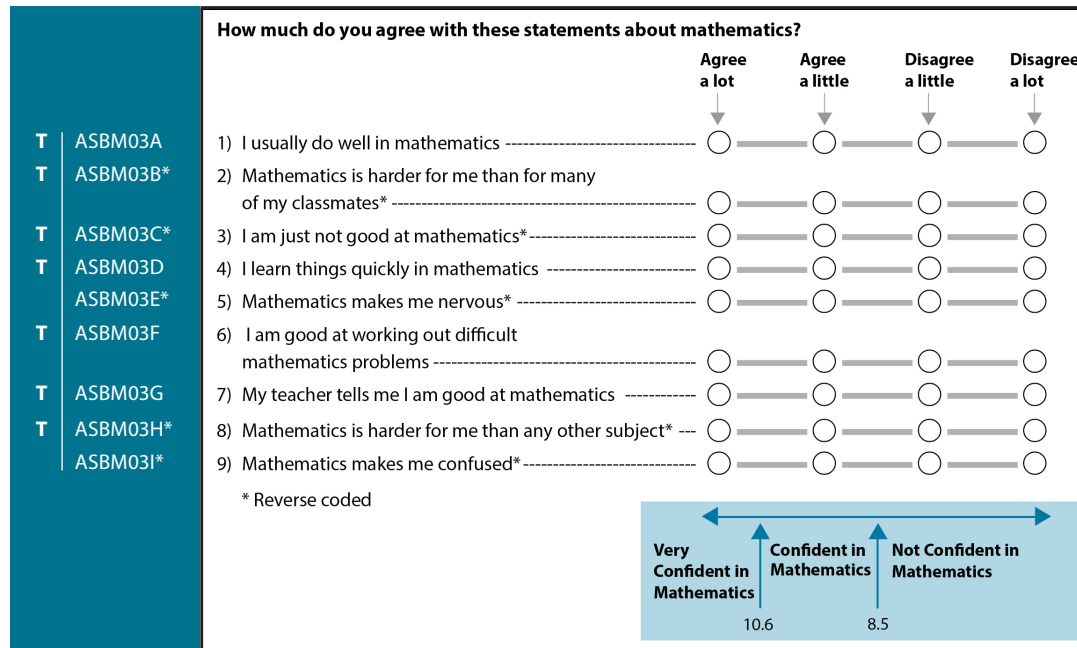 How much do you agree with these statements about mathematics?
Agree a lot
Agree a little
Disagree a little
Disagree a lot
T ASBM03A 1) I usually do well in mathematics
T ASBM03B* 2) Mathematics is harder for me than for many
of my classmates*
T ASBM03C* 3) I am just not good at mathematics*
T ASBM03D 4) I learn things quickly in mathematics
ASBM03E* 5) Mathematics makes me nervous*
T ASBM03F 6) I am good at working out difficult
mathematics problems
T ASBM03G 7) My teacher tells me I am good at mathematics
T ASBM03H* 8) Mathematics is harder for me than any other subject*
ASBM03I* 9) Mathematics makes me confused*
* Reverse coded
Very
Confident in
Mathematics
Confident in
Mathematics
Not Confident in
Mathematics
10.6
8.5